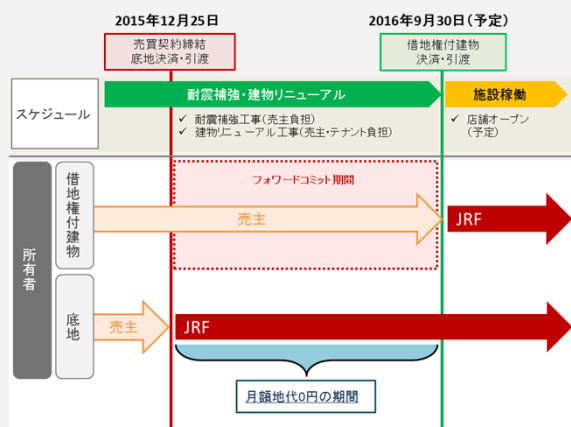 2015年12月25日
2016年9月30日(予定)
売買契約締結
底地決済・引渡
借地権付建物
決済・引渡
スケジュール
耐震補強・建物リニューアル
施設稼働
✓ 耐震補強工事(売主負担)
✓ 建物リニューアル工事(売主・テナント負担)
✓ 店舗オープン
(予定)
所有者
借地権付建物
フォワードコミット期間
売主
JRF
底地
売主
JRF
月額地代0円の期間